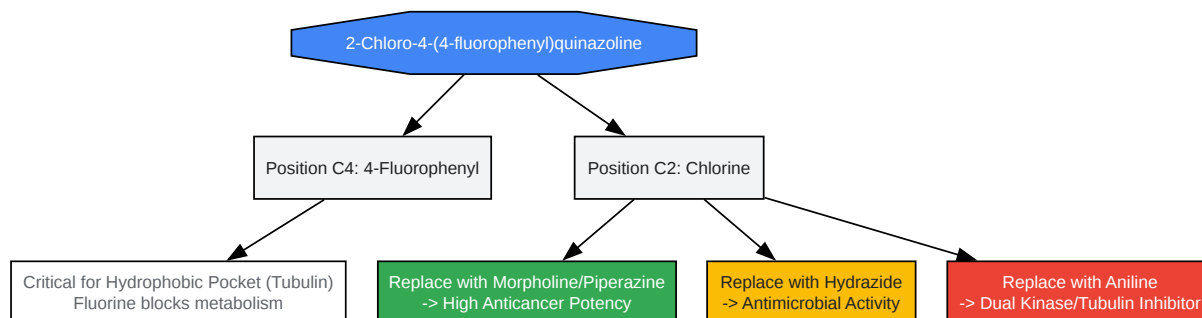 2-Chloro-4-(4-fluorophenyl)quinazoline
Position C4: 4-Fluorophenyl
Position C2: Chlorine
Critical for Hydrophobic Pocket (Tubulin)
Fluorine blocks metabolism
Replace with Morpholine/Piperazine
-> High Anticancer Potency
Replace with Hydrazide
-> Antimicrobial Activity
Replace with Aniline
-> Dual Kinase/Tubulin Inhibitor